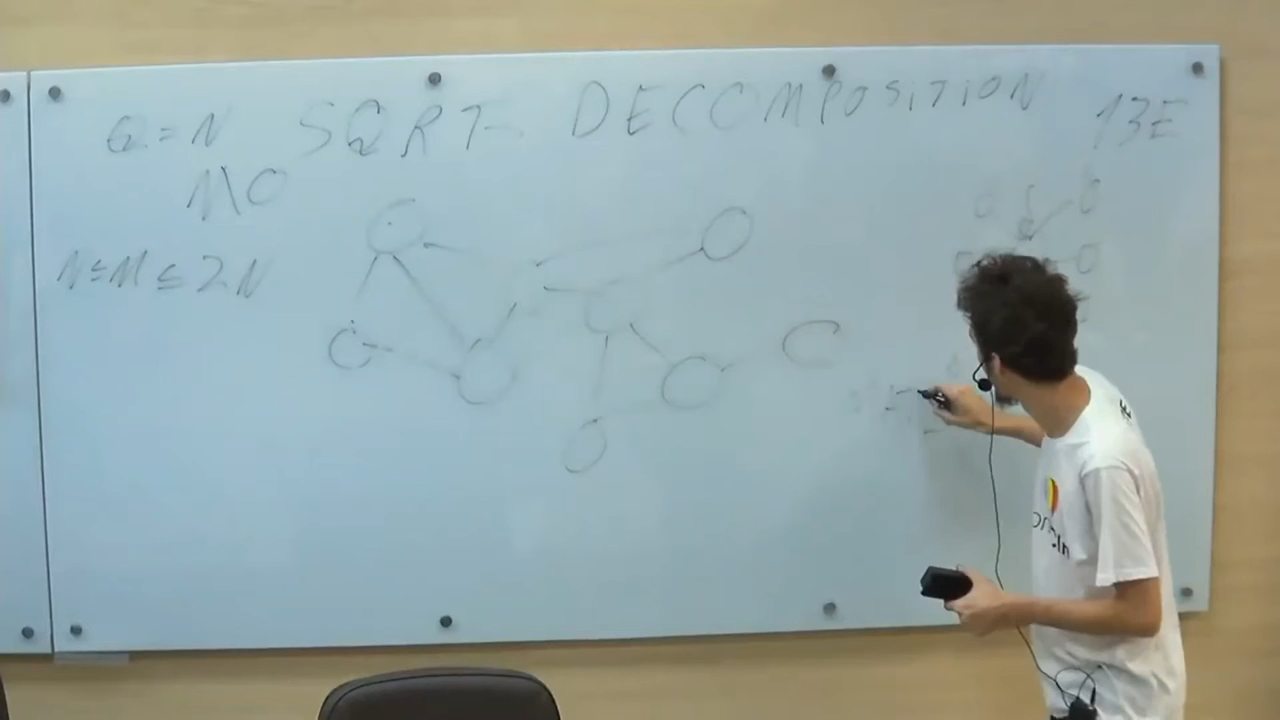 Q = N SQRT DECOMPOSITION 13E
MO
N ≤ M ≤ 2N